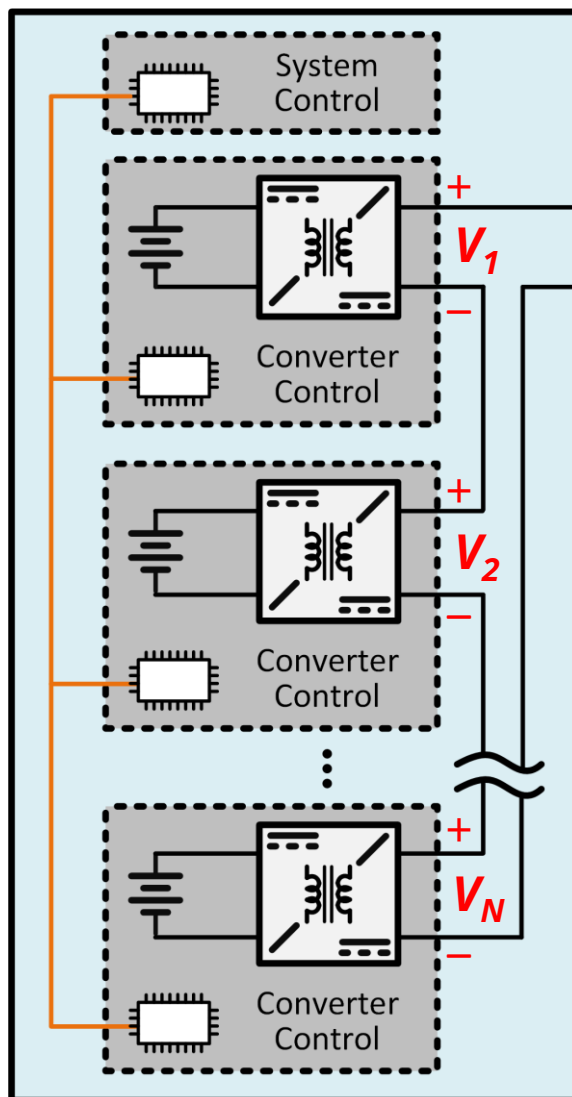 System
Control
+
V1
−
Converter
Control
+
V2
−
Converter
Control
+
VN
−
Converter
Control